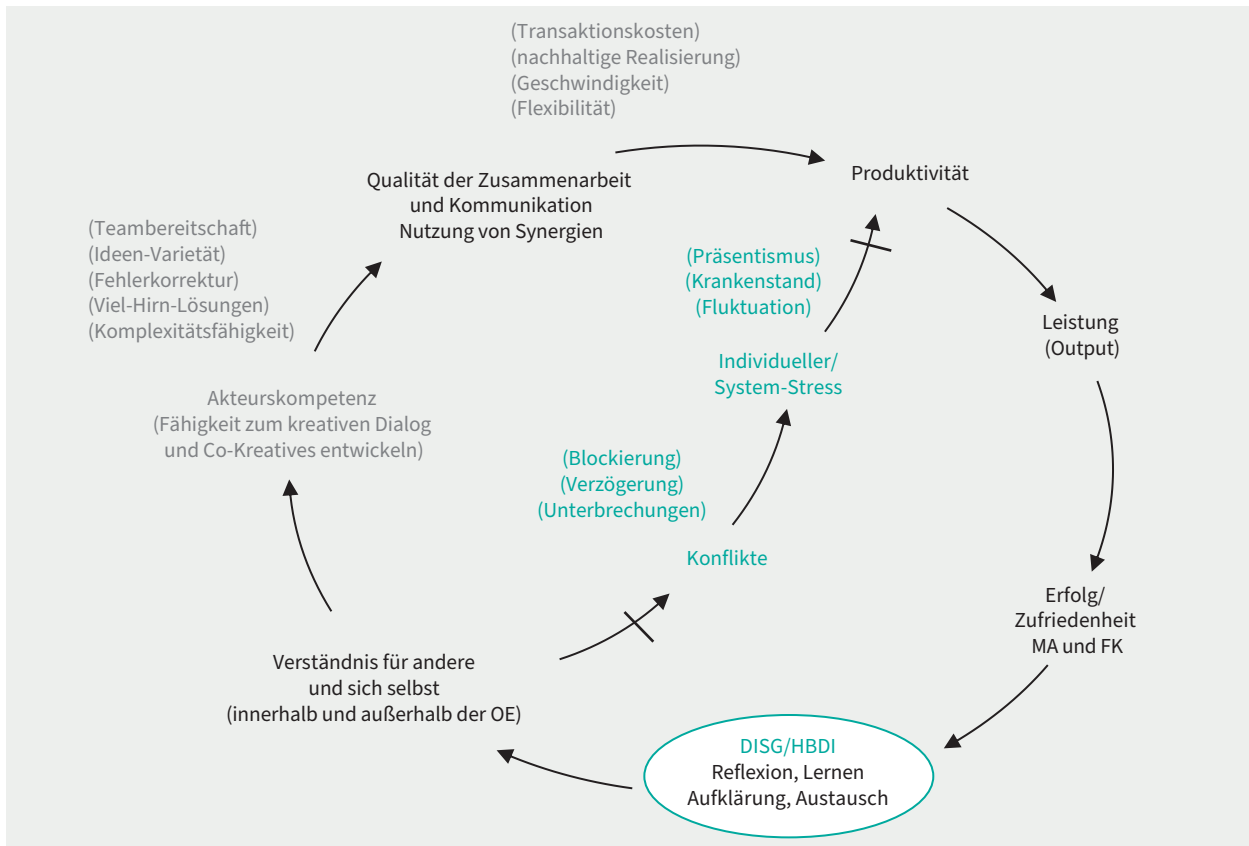 (Transaktionskosten)
(nachhaltige Realisierung)
(Geschwindigkeit)
(Flexibilität)
Qualität der Zusammenarbeit
und Kommunikation
Nutzung von Synergien
Produktivität
(Teambereitschaft)
(Ideen-Varietät)
(Fehlerkorrektur)
(Viel-Hirn-Lösungen)
(Komplexitätsfähigkeit)
(Präsentismus)
(Krankenstand)
(Fluktuation)
Leistung
(Output)
Individueller/
System-Stress
Akteurskompetenz
(Fähigkeit zum kreativen Dialog
und Co-Kreatives entwickeln)
(Blockierung)
(Verzögerung)
(Unterbrechungen)
Konflikte
Erfolg/
Zufriedenheit
MA und FK
Verständnis für andere
und sich selbst
(innerhalb und außerhalb der OE)
DISG/HBDI
Reflexion, Lernen
Aufklärung, Austausch